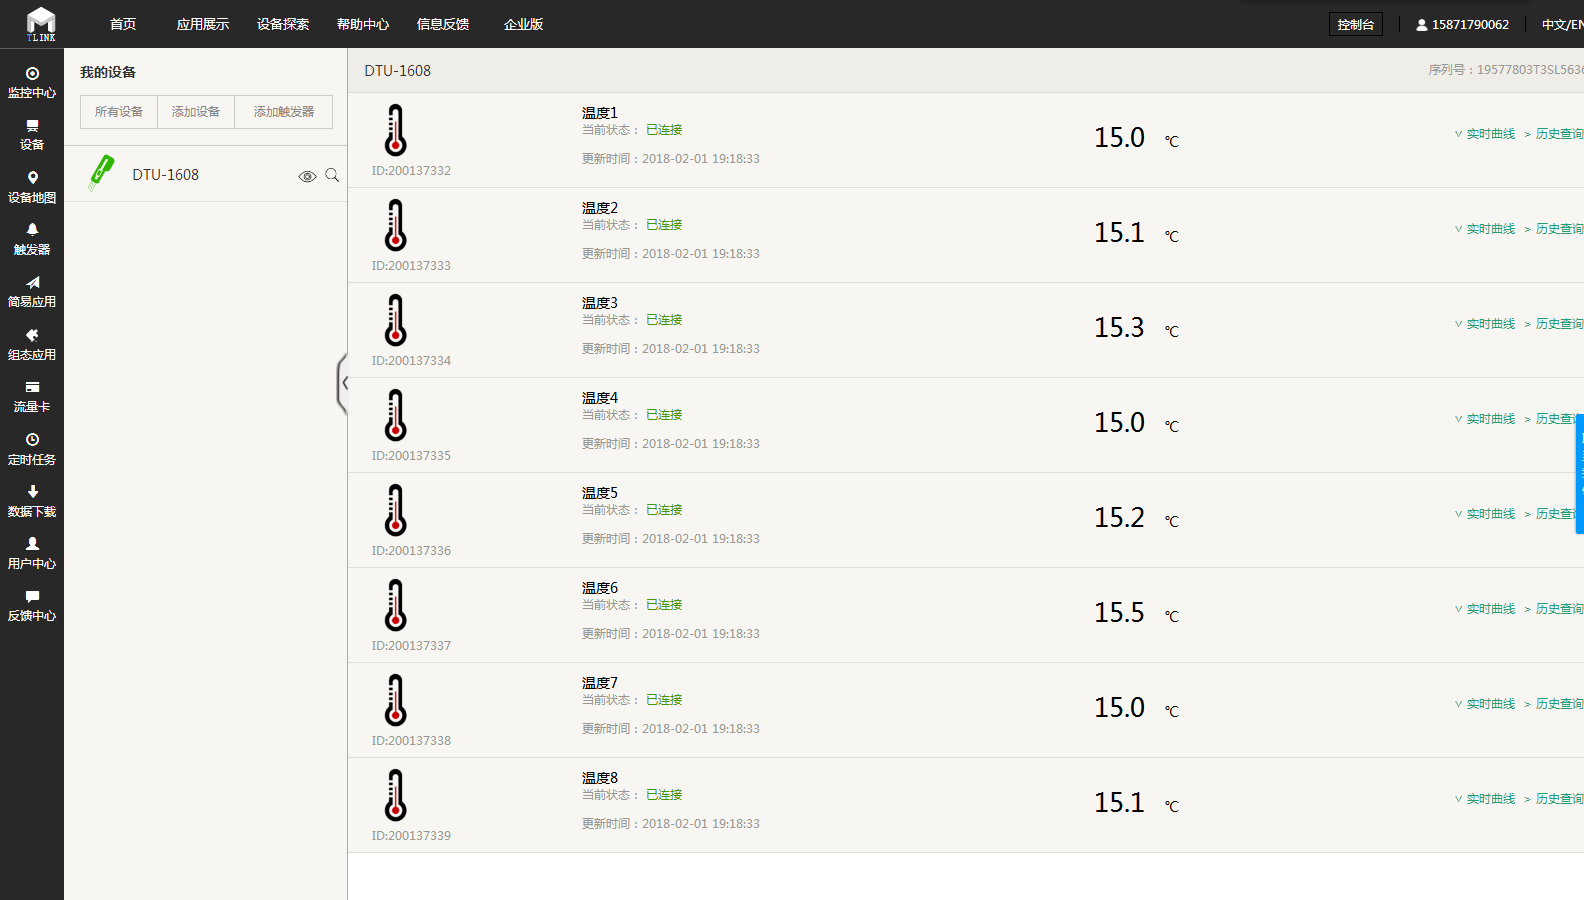 TLINK
首页 应用展示 设备探索 帮助中心 信息反馈 企业版 控制台 15871790062 中文/EN
监控中心
设备
设备地图
触发器
简易应用
组态应用
流量卡
定时任务
数据下载
用户中心
反馈中心
我的设备
所有设备 添加设备 添加触发器
DTU-1608
DTU-1608 序列号：19577803T3SL5636
温度1
当前状态： 已连接
更新时间：2018-02-01 19:18:33
ID:200137332
15.0 ℃
实时曲线 > 历史查询
温度2
当前状态： 已连接
更新时间：2018-02-01 19:18:33
ID:200137333
15.1 ℃
实时曲线 > 历史查询
温度3
当前状态： 已连接
更新时间：2018-02-01 19:18:33
ID:200137334
15.3 ℃
实时曲线 > 历史查询
温度4
当前状态： 已连接
更新时间：2018-02-01 19:18:33
ID:200137335
15.0 ℃
实时曲线 > 历史查询
温度5
当前状态： 已连接
更新时间：2018-02-01 19:18:33
ID:200137336
15.2 ℃
实时曲线 > 历史查询
温度6
当前状态： 已连接
更新时间：2018-02-01 19:18:33
ID:200137337
15.5 ℃
实时曲线 > 历史查询
温度7
当前状态： 已连接
更新时间：2018-02-01 19:18:33
ID:200137338
15.0 ℃
实时曲线 > 历史查询
温度8
当前状态： 已连接
更新时间：2018-02-01 19:18:33
ID:200137339
15.1 ℃
实时曲线 > 历史查询